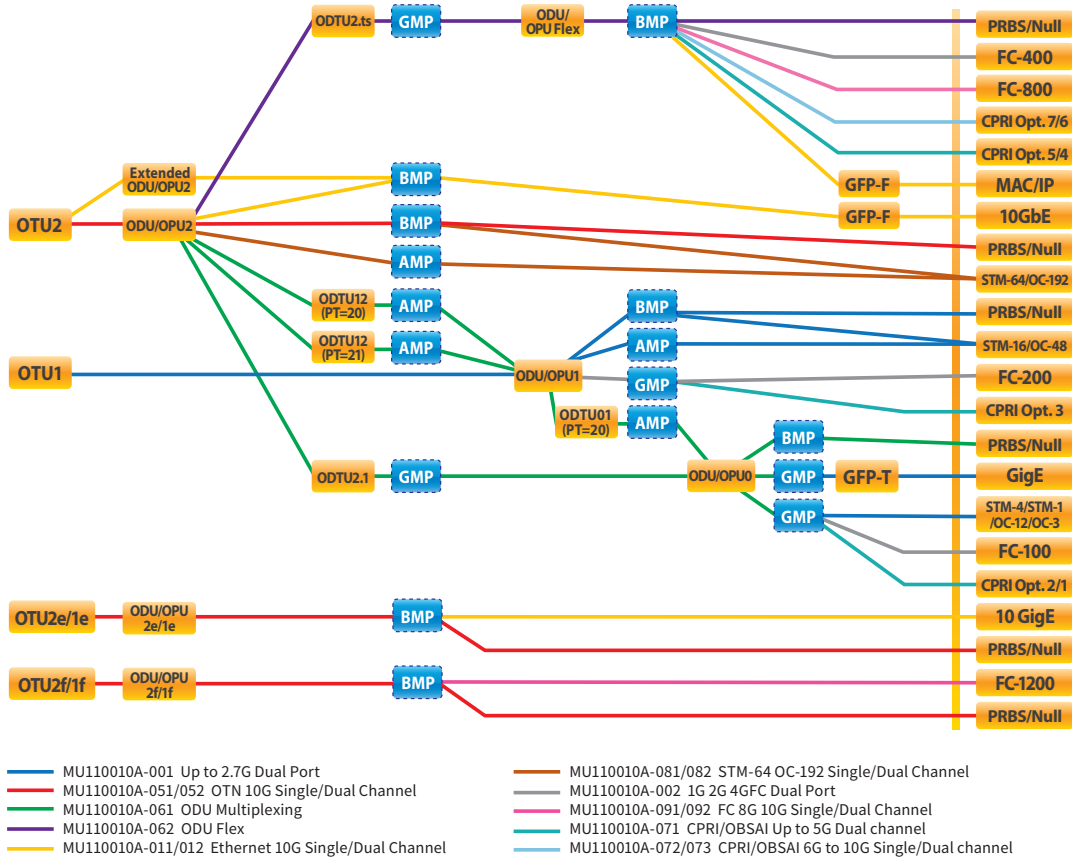 ODTU2.ts
GMP
ODU/
OPU Flex
BMP
PRBS/Null
FC-400
FC-800
CPRI Opt. 7/6
CPRI Opt. 5/4
Extended
ODU/OPU2
BMP
GFP-F
MAC/IP
OTU2
ODU/OPU2
BMP
GFP-F
10GbE
PRBS/Null
AMP
STM-64/OC-192
ODTU12
(PT=20)
AMP
BMP
PRBS/Null
ODTU12
(PT=21)
AMP
AMP
STM-16/OC-48
OTU1
ODU/OPU1
GMP
FC-200
CPRI Opt. 3
ODTU01
(PT=20)
AMP
BMP
PRBS/Null
ODTU2.1
GMP
ODU/OPU0
GMP
GFP-T
GigE
GMP
STM-4/STM-1
/OC-12/OC-3
FC-100
CPRI Opt. 2/1
OTU2e/1e
ODU/OPU
2e/1e
BMP
10 GigE
PRBS/Null
OTU2f/1f
ODU/OPU
2f/1f
BMP
FC-1200
PRBS/Null
MU110010A-001 Up to 2.7G Dual Port
MU110010A-051/052 OTN 10G Single/Dual Channel
MU110010A-061 ODU Multiplexing
MU110010A-062 ODU Flex
MU110010A-011/012 Ethernet 10G Single/Dual Channel
MU110010A-081/082 STM-64 OC-192 Single/Dual Channel
MU110010A-002 1G 2G 4GFC Dual Port
MU110010A-091/092 FC 8G 10G Single/Dual Channel
MU110010A-071 CPRI/OBSAI Up to 5G Dual channel
MU110010A-072/073 CPRI/OBSAI 6G to 10G Single/Dual channel